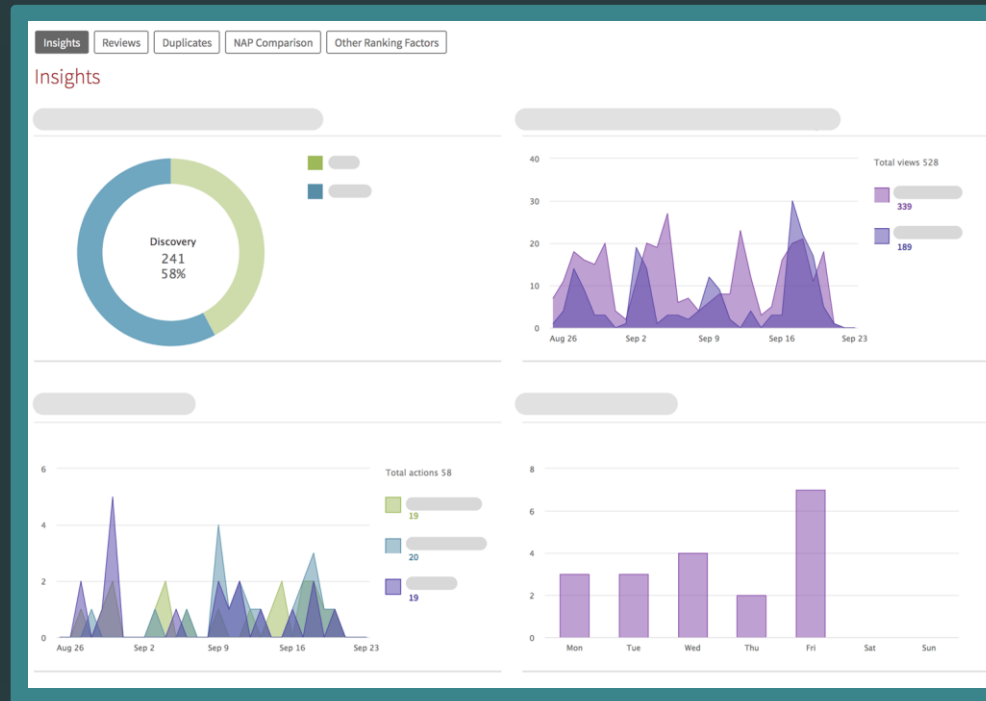 Insights Reviews Duplicates NAP Comparison Other Ranking Factors
Insights
Discovery
241
58%
40
30
20
10
0
Aug 26 Sep 2 Sep 9 Sep 16 Sep 23
Total views 528
339
189
6
4
2
0
Aug 26 Sep 2 Sep 9 Sep 16 Sep 23
Total actions 58
19
20
19
8
6
4
2
0
Mon Tue Wed Thu Fri Sat Sun